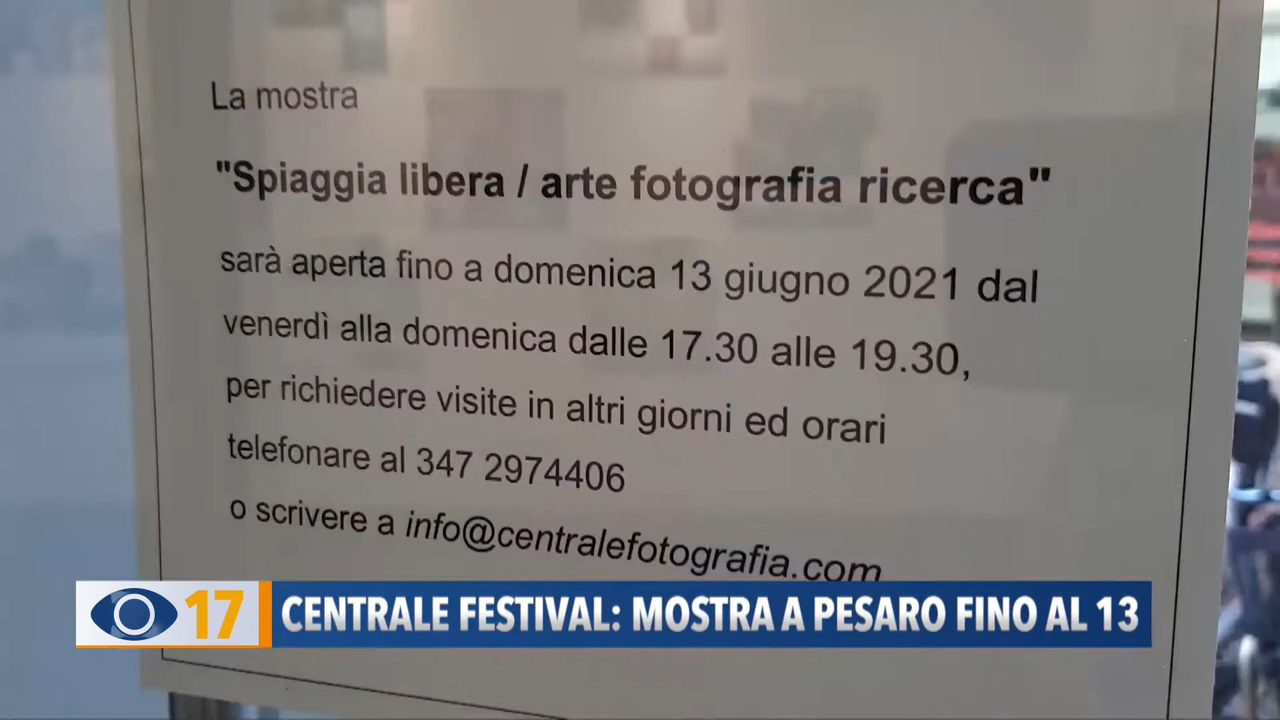 La mostra
"Spiaggia libera / arte fotografia ricerca"
sarà aperta fino a domenica 13 giugno 2021 dal
venerdì alla domenica dalle 17.30 alle 19.30,
per richiedere visite in altri giorni ed orari
telefonare al 347 2974406
o scrivere a info@centralefotografia.com
17 CENTRALE FESTIVAL: MOSTRA A PESARO FINO AL 13